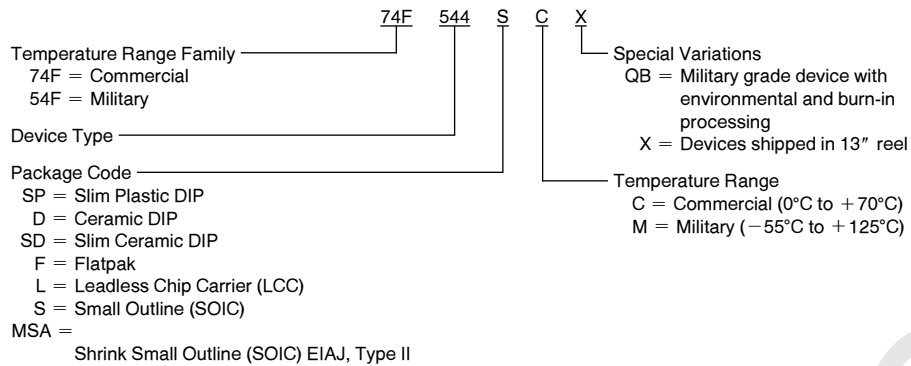 74F 544 S C X
Temperature Range Family
74F = Commercial
54F = Military
Device Type
Package Code
SP = Slim Plastic DIP
D = Ceramic DIP
SD = Slim Ceramic DIP
F = Flatpak
L = Leadless Chip Carrier (LCC)
S = Small Outline (SOIC)
MSA =
Shrink Small Outline (SOIC) EIAJ, Type II
Special Variations
QB = Military grade device with
environmental and burn-in
processing
X = Devices shipped in 13″ reel
Temperature Range
C = Commercial (0°C to +70°C)
M = Military (−55°C to +125°C)